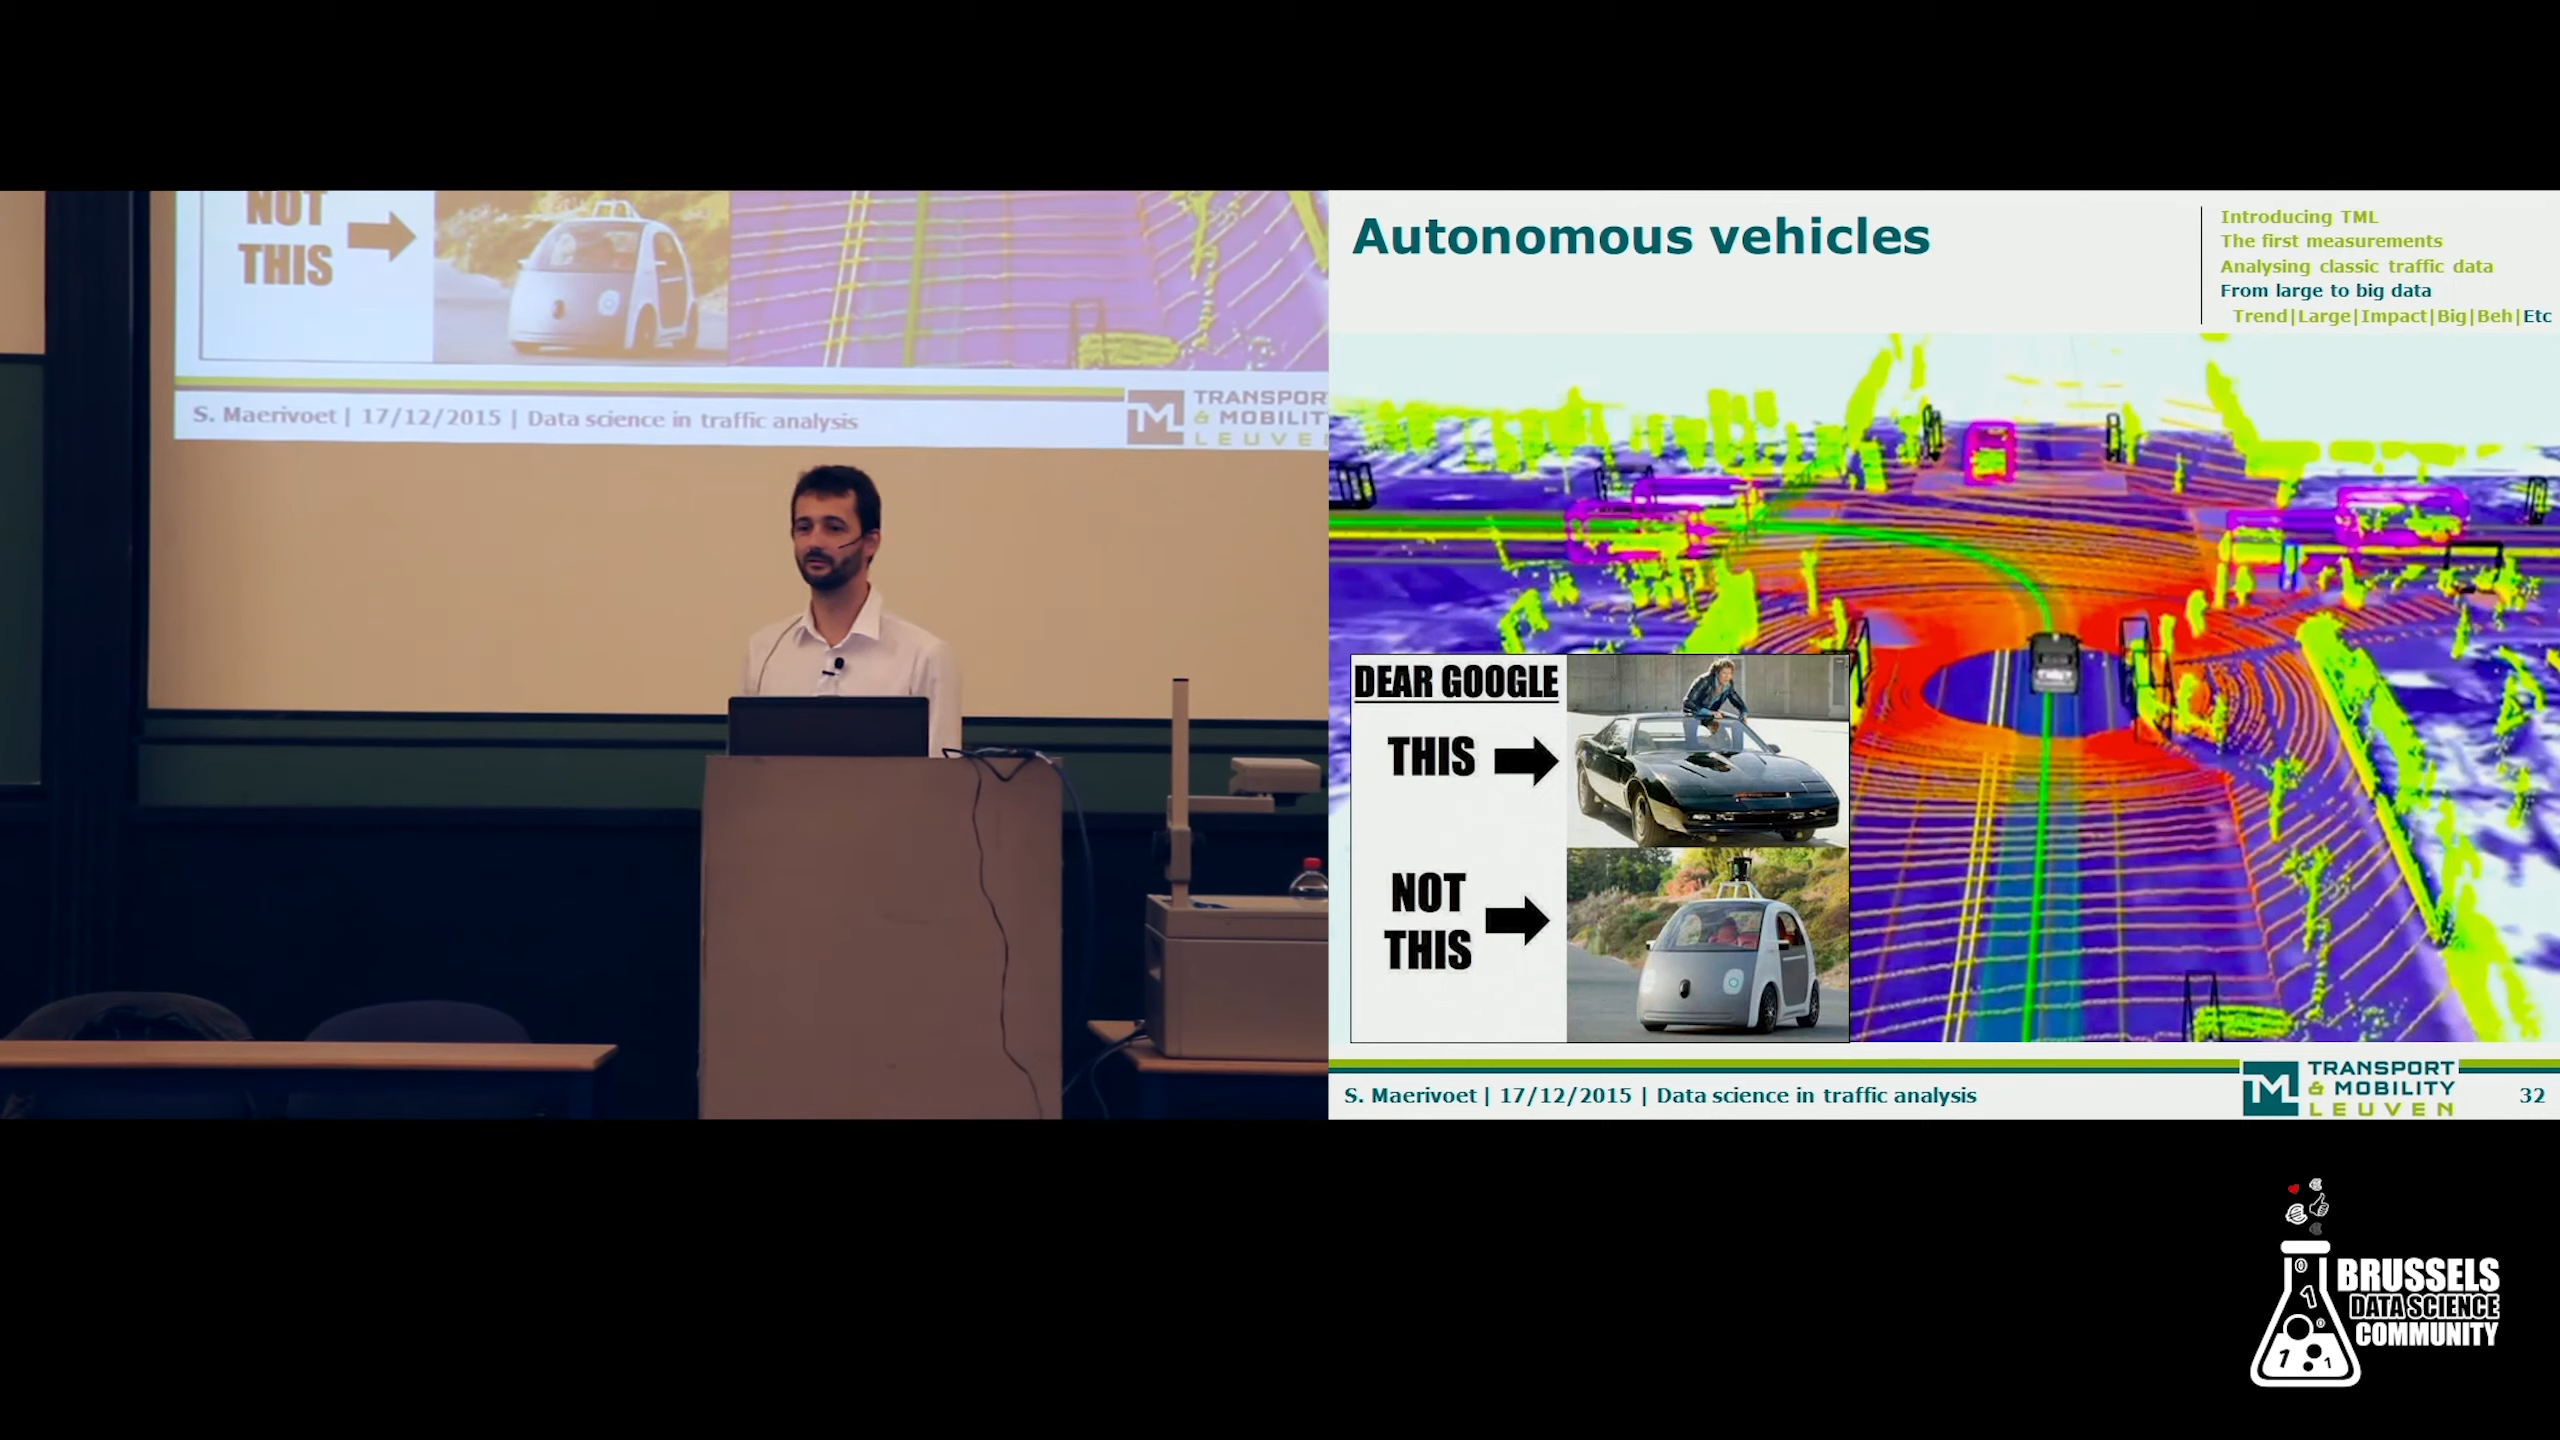 NOT
THIS
S. Maerivoet | 17/12/2015 | Data science in traffic analysis
TML
TRANSPOR
& MOBILIT
LEUVE
Autonomous vehicles
Introducing TML
The first measurements
Analysing classic traffic data
From large to big data
Trend|Large|Impact|Big|Beh|Etc
DEAR GOOGLE
THIS
NOT
THIS
S. Maerivoet | 17/12/2015 | Data science in traffic analysis
TML
TRANSPORT
& MOBILITY
LEUVEN
32
BRUSSELS
DATA SCIENCE
COMMUNITY